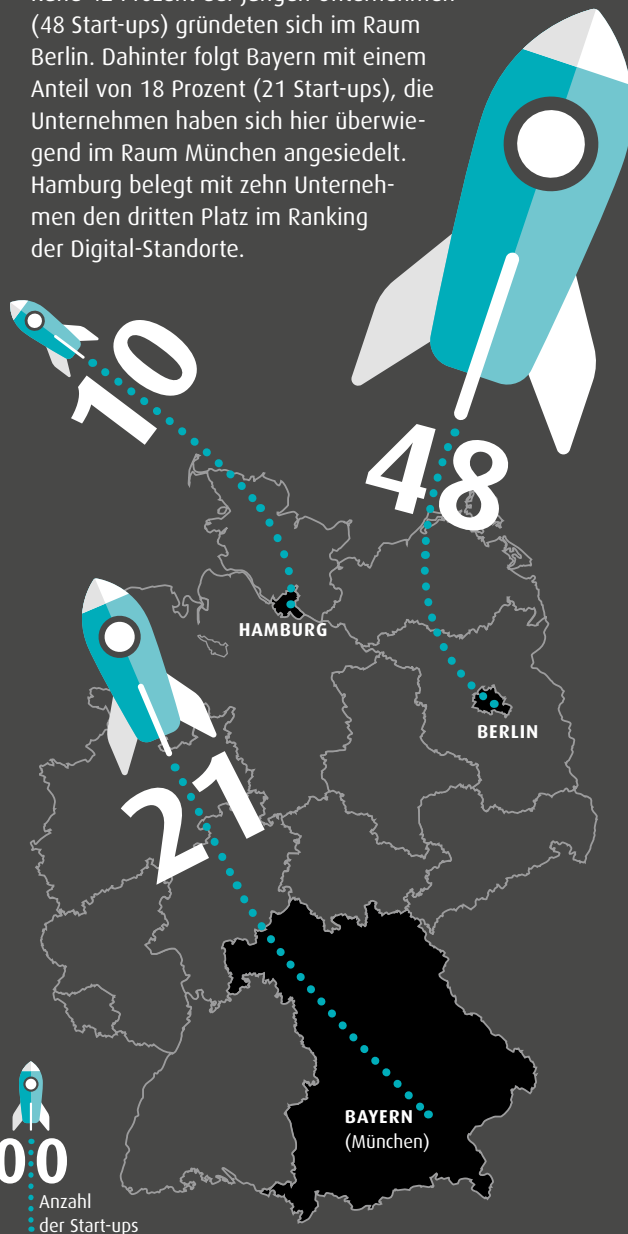 (48 Start-ups) gründeten sich im Raum
Berlin. Dahinter folgt Bayern mit einem
Anteil von 18 Prozent (21 Start-ups), die
Unternehmen haben sich hier überwie-
gend im Raum München angesiedelt.
Hamburg belegt mit zehn Unterneh-
men den dritten Platz im Ranking
der Digital-Standorte.
10
48
HAMBURG
BERLIN
21
BAYERN
(München)
00
Anzahl
der Start-ups